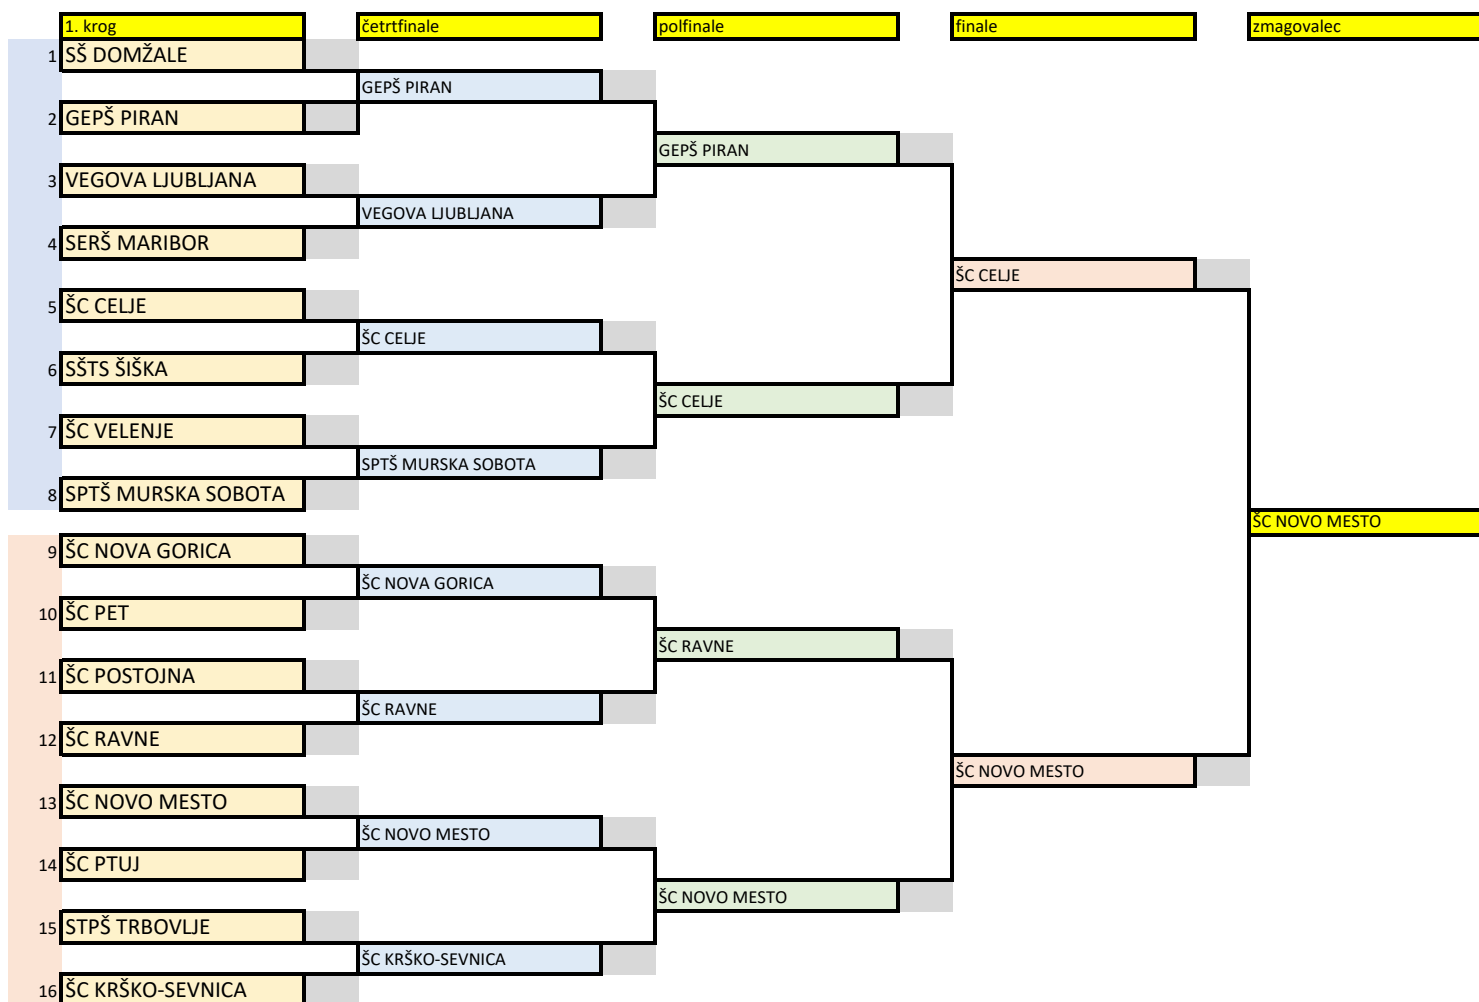 1. krog četrtfinale polfinale finale zmagovalec
1 SŠ DOMŽALE
GEPŠ PIRAN
2 GEPŠ PIRAN
GEPŠ PIRAN
3 VEGOVA LJUBLJANA
VEGOVA LJUBLJANA
4 SERŠ MARIBOR
ŠC CELJE
5 ŠC CELJE
ŠC CELJE
6 SŠTS ŠIŠKA
ŠC CELJE
7 ŠC VELENJE
SPTŠ MURSKA SOBOTA
8 SPTŠ MURSKA SOBOTA
ŠC NOVO MESTO
9 ŠC NOVA GORICA
ŠC NOVA GORICA
10 ŠC PET
ŠC RAVNE
11 ŠC POSTOJNA
ŠC RAVNE
12 ŠC RAVNE
ŠC NOVO MESTO
13 ŠC NOVO MESTO
ŠC NOVO MESTO
14 ŠC PTUJ
ŠC NOVO MESTO
15 STPŠ TRBOVLJE
ŠC KRŠKO-SEVNICA
16 ŠC KRŠKO-SEVNICA